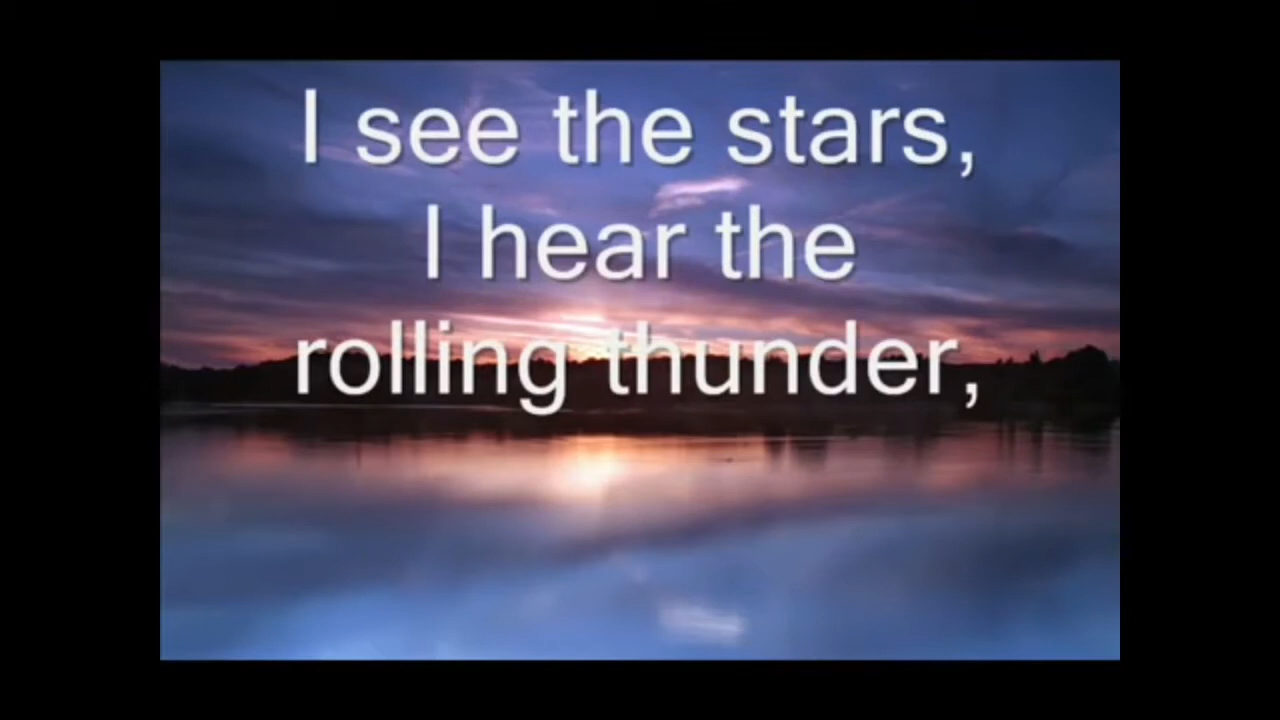 I see the stars,
I hear the
rolling thunder,